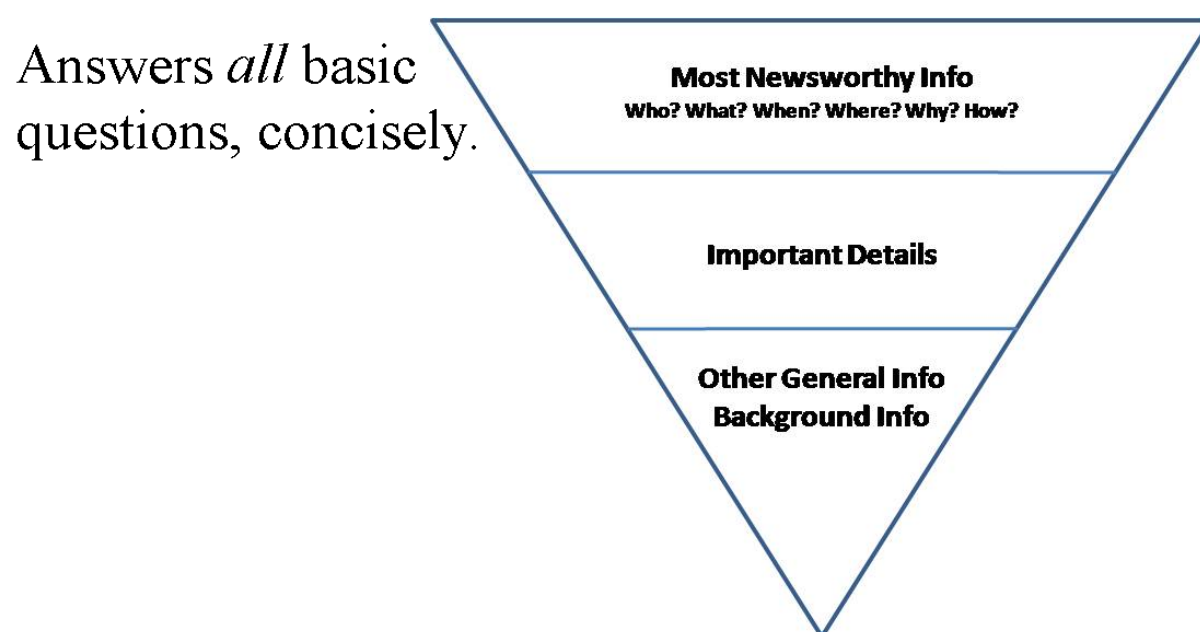 Answers all basic
questions, concisely.
Most Newsworthy Info
Who? What? When? Where? Why? How?
Important Details
Other General Info
Background Info